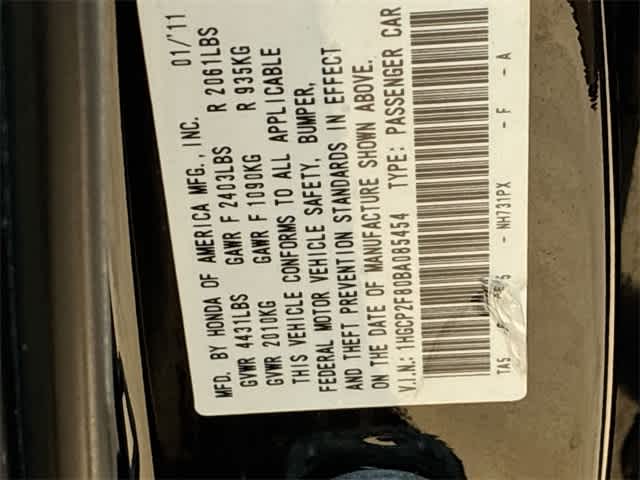 MFD. BY HONDA OF AMERICA MFG., INC. 01/'11
GVWR 4431LBS GAWR F 2403LBS R 2061LBS
GVWR 2010KG GAWR F 1090KG R 935KG
THIS VEHICLE CONFORMS TO ALL APPLICABLE
FEDERAL MOTOR VEHICLE SAFETY, BUMPER,
AND THEFT PREVENTION STANDARDS IN EFFECT
ON THE DATE OF MANUFACTURE SHOWN ABOVE.
V.I.N.: 1HGCP2F80BA085454 TYPE: PASSENGER CAR
TA5 - NH731PX - F - A